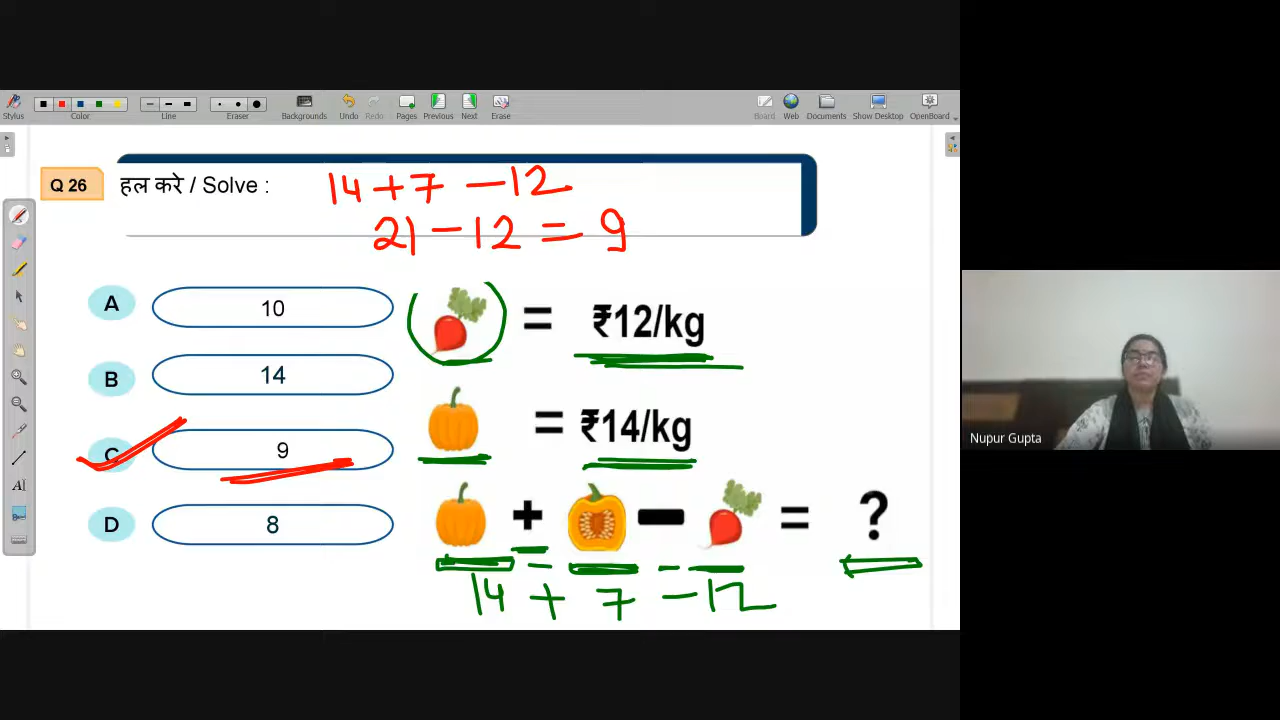 Stylus
Color
Line
Eraser
Backgrounds
Undo
Redo
Pages
Previous
Next
Erase
Board
Web
Documents
Show Desktop
OpenBoard
Q 26
हल करे / Solve :
14 + 7 - 12
21 - 12 = 9
A
10
= ₹12/kg
B
14
C
9
= ₹14/kg
D
8
+ - = ?
14 + 7 - 12
Nupur Gupta
AI